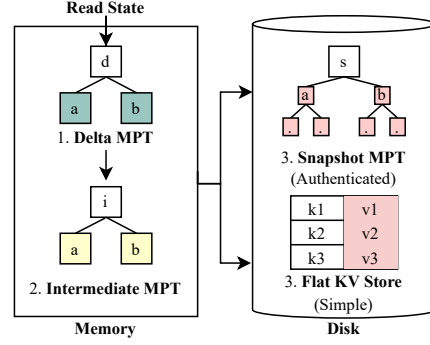 Read State
d
a b
1. Delta MPT
i
a b
2. Intermediate MPT
Memory
s
a b
. . . .
3. Snapshot MPT
(Authenticated)
k1 v1
k2 v2
k3 v3
3. Flat KV Store
(Simple)
Disk